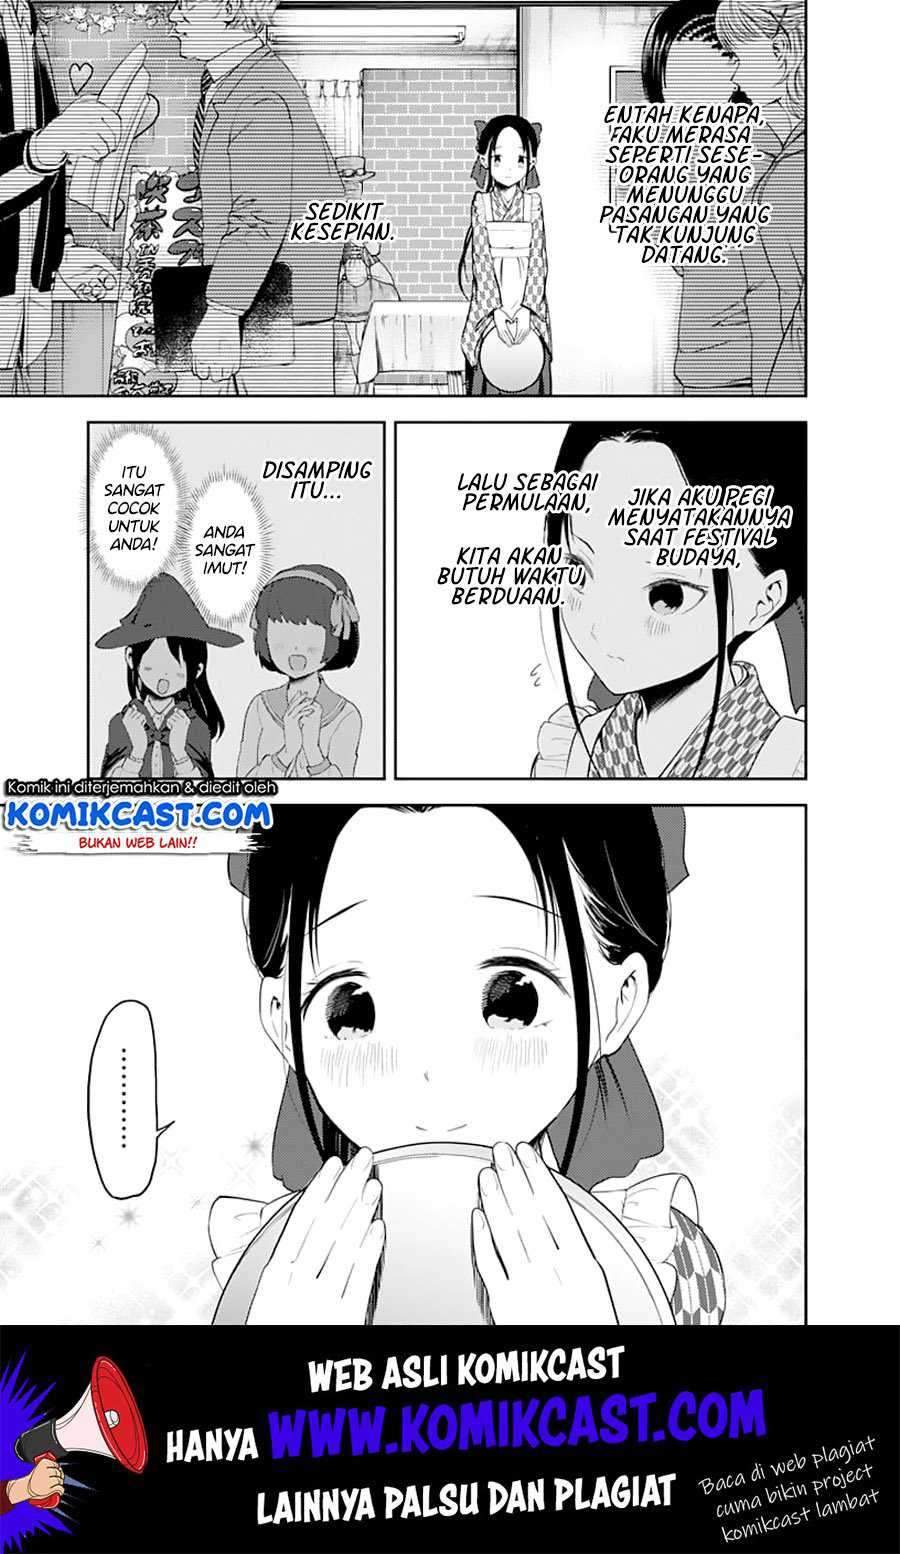 ENTAH KENAPA,
AKU MERASA
SEPERTI SESE-
ORANG YANG
MENUNGGU
PASANGAN YANG
TAK KUNJUNG
DATANG.
SEDIKIT
KESEPIAN.
JIKA AKU PEGI
MENYATAKANNYA
SAAT FESTIVAL
BUDAYA,
LALU SEBAGAI
PERMULAAN,
KITA AKAN
BUTUH WAKTU
BERDUAAN.
DISAMPING
ITU...
ANDA
SANGAT
IMUT!
ITU
SANGAT
COCOK
UNTUK
ANDA!
Komik ini diterjemahkan & diedit oleh
KOMIKCAST.COM
BUKAN WEB LAIN!!
..........
WEB ASLI KOMIKCAST
HANYA WWW.KOMIKCAST.COM
LAINNYA PALSU DAN PLAGIAT
Baca di web plagiat
cuma bikin project
komikcast lambat